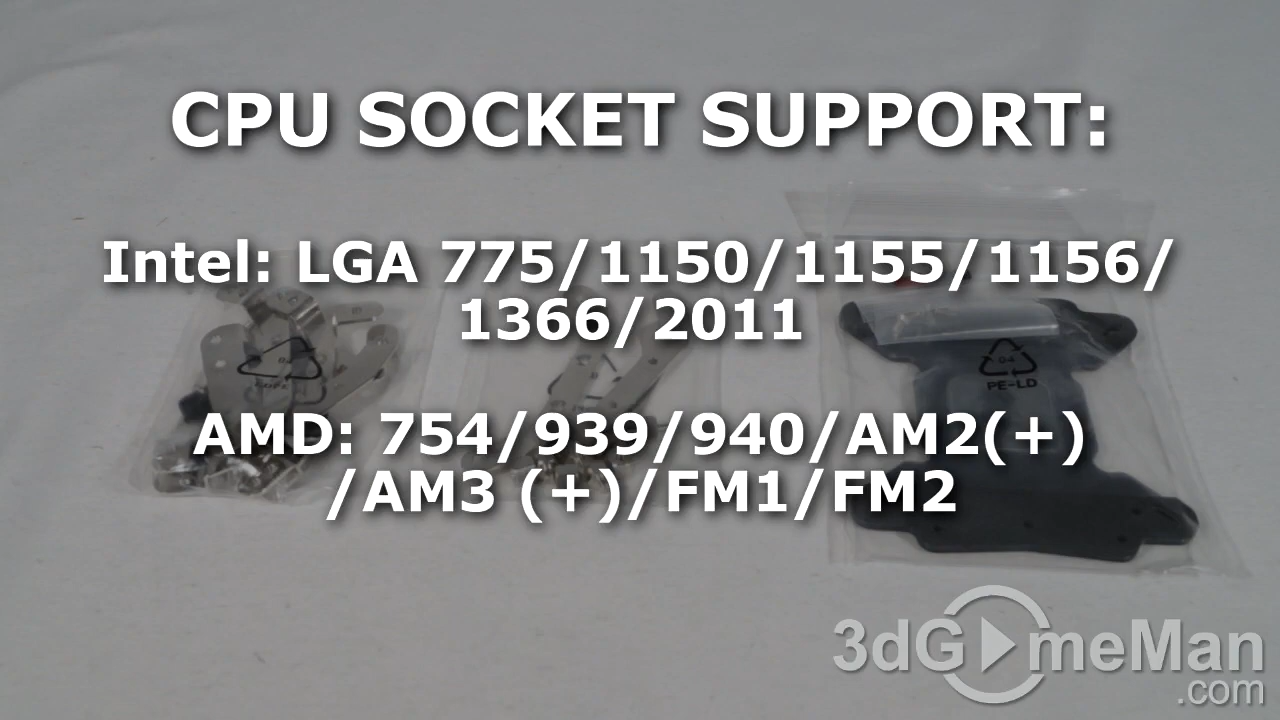 CPU SOCKET SUPPORT:
Intel: LGA 775/1150/1155/1156/
1366/2011
AMD: 754/939/940/AM2(+)
/AM3 (+)/FM1/FM2
04
PE-LD
3dGameMan
.com